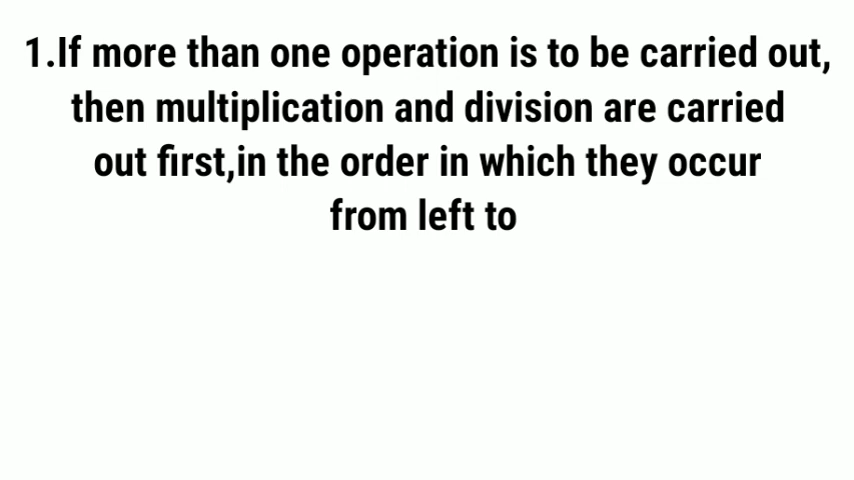 1.If more than one operation is to be carried out,
then multiplication and division are carried
out first,in the order in which they occur
from left to